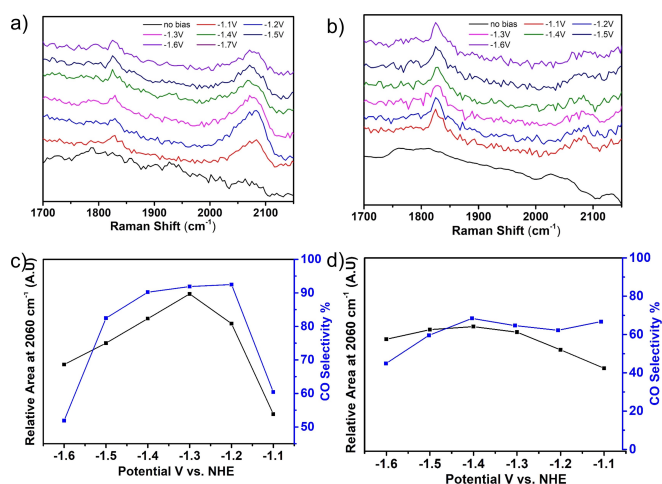 a)
no bias -1.1V -1.2V
-1.3V -1.4V -1.5V
-1.6V -1.7V
1700 1800 1900 2000 2100
Raman Shift (cm-1)
b)
no bias -1.1V -1.2V
-1.3V -1.4V -1.5V
-1.6V
1700 1800 1900 2000 2100
Raman Shift (cm-1)
c)
Relative Area at 2060 cm-1 (A.U)
100
90
80
70
60
50
CO Selectivity %
-1.6 -1.5 -1.4 -1.3 -1.2 -1.1
Potential V vs. NHE
d)
Relative Area at 2060 cm-1 (A.U)
100
80
60
40
20
0
CO Selectivity %
-1.6 -1.5 -1.4 -1.3 -1.2 -1.1
Potential V vs. NHE